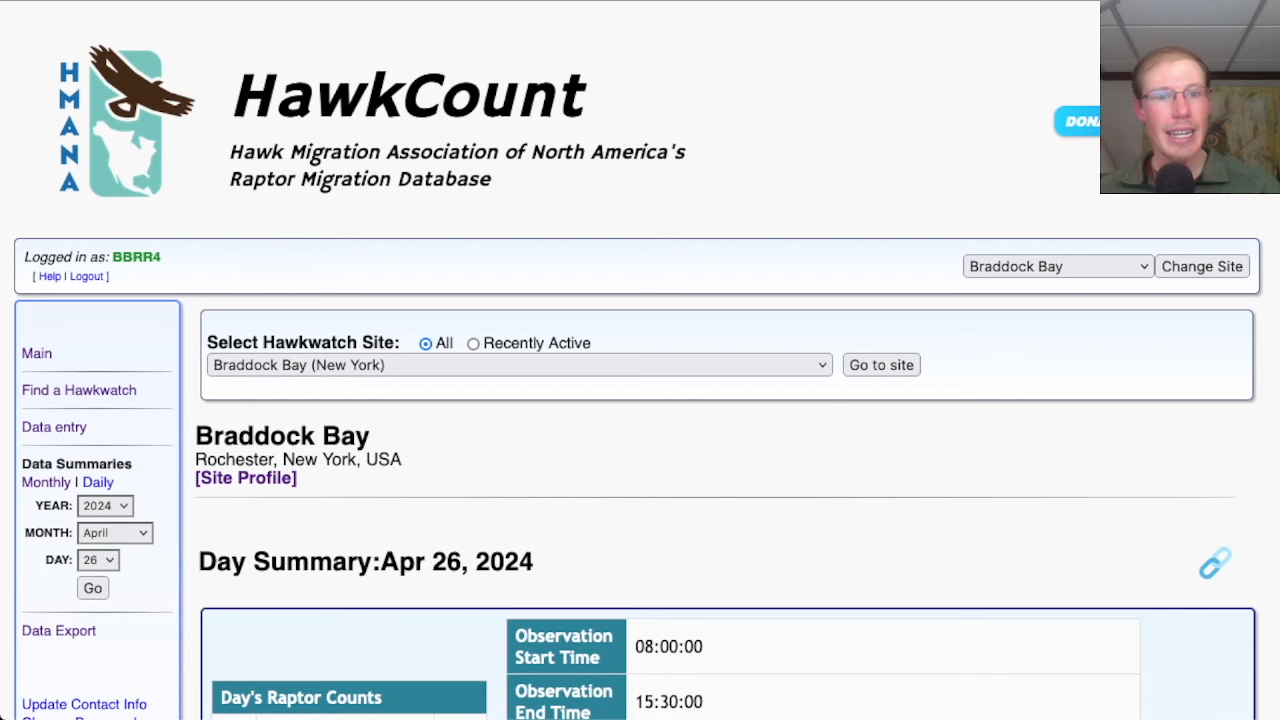 HMANA
HawkCount
Hawk Migration Association of North America's
Raptor Migration Database
Logged in as: BBRR4
[ Help | Logout ]
Braddock Bay
Change Site
Main
Find a Hawkwatch
Data entry
Data Summaries
Monthly | Daily
YEAR: 2024
MONTH: April
DAY: 26
Go
Data Export
Update Contact Info
Select Hawkwatch Site: All Recently Active
Braddock Bay (New York)
Go to site
Braddock Bay
Rochester, New York, USA
[Site Profile]
Day Summary:Apr 26, 2024
Day's Raptor Counts
Observation
Start Time
08:00:00
Observation
End Time
15:30:00